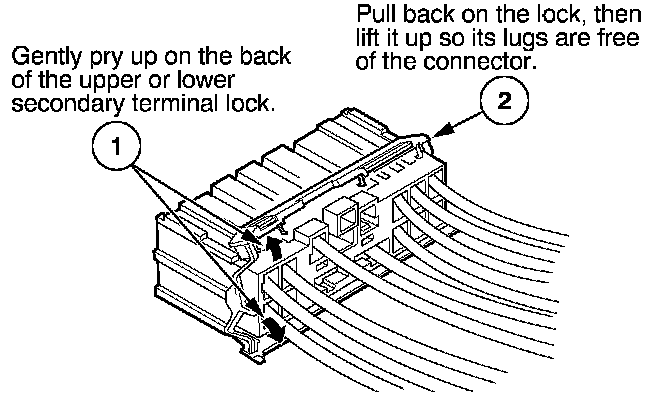 Pull back on the lock, then
lift it up so its lugs are free
of the connector.
Gently pry up on the back
of the upper or lower
secondary terminal lock.
2
1